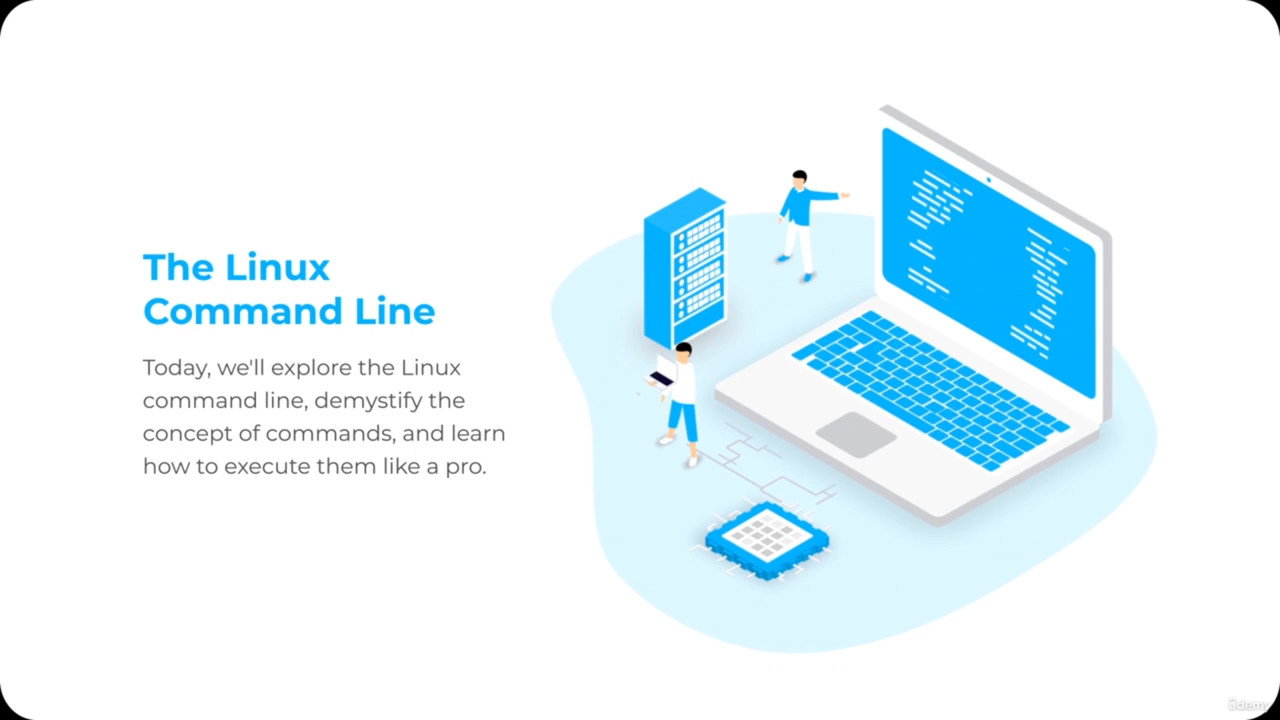 The Linux
Command Line
Today, we'll explore the Linux
command line, demystify the
concept of commands, and learn
how to execute them like a pro.
udemy